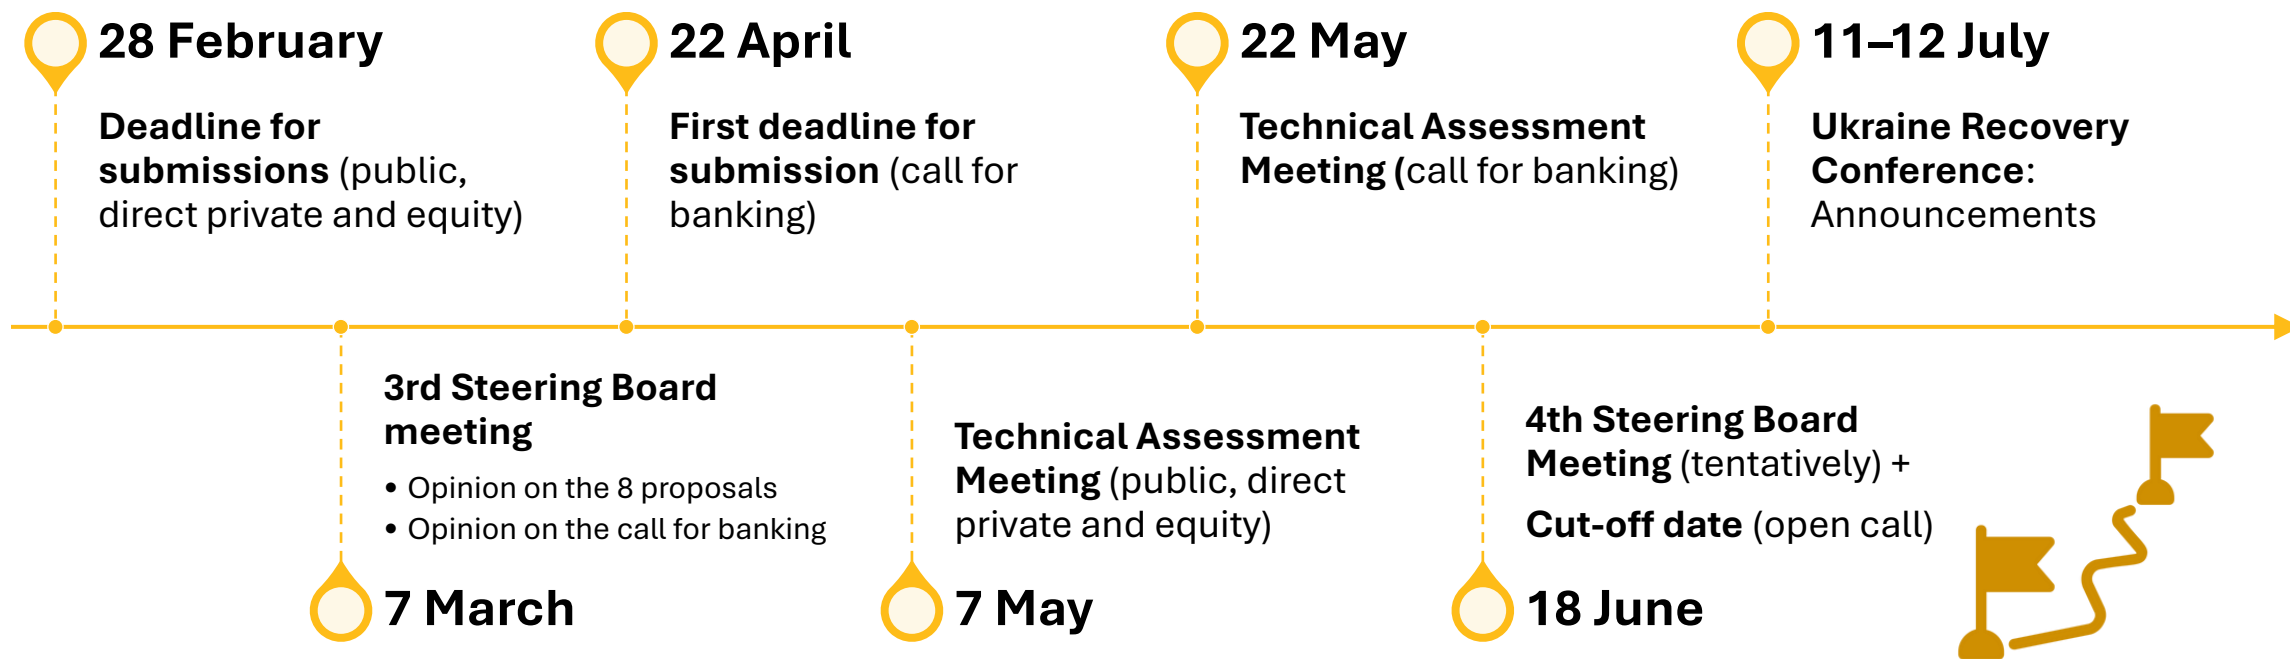 28 February
Deadline for
submissions (public,
direct private and equity)
3rd Steering Board
meeting
• Opinion on the 8 proposals
• Opinion on the call for banking
7 March
22 April
First deadline for
submission (call for
banking)
Technical Assessment
Meeting (public, direct
private and equity)
7 May
22 May
Technical Assessment
Meeting (call for banking)
4th Steering Board
Meeting (tentatively) +
Cut-off date (open call)
18 June
11–12 July
Ukraine Recovery
Conference:
Announcements